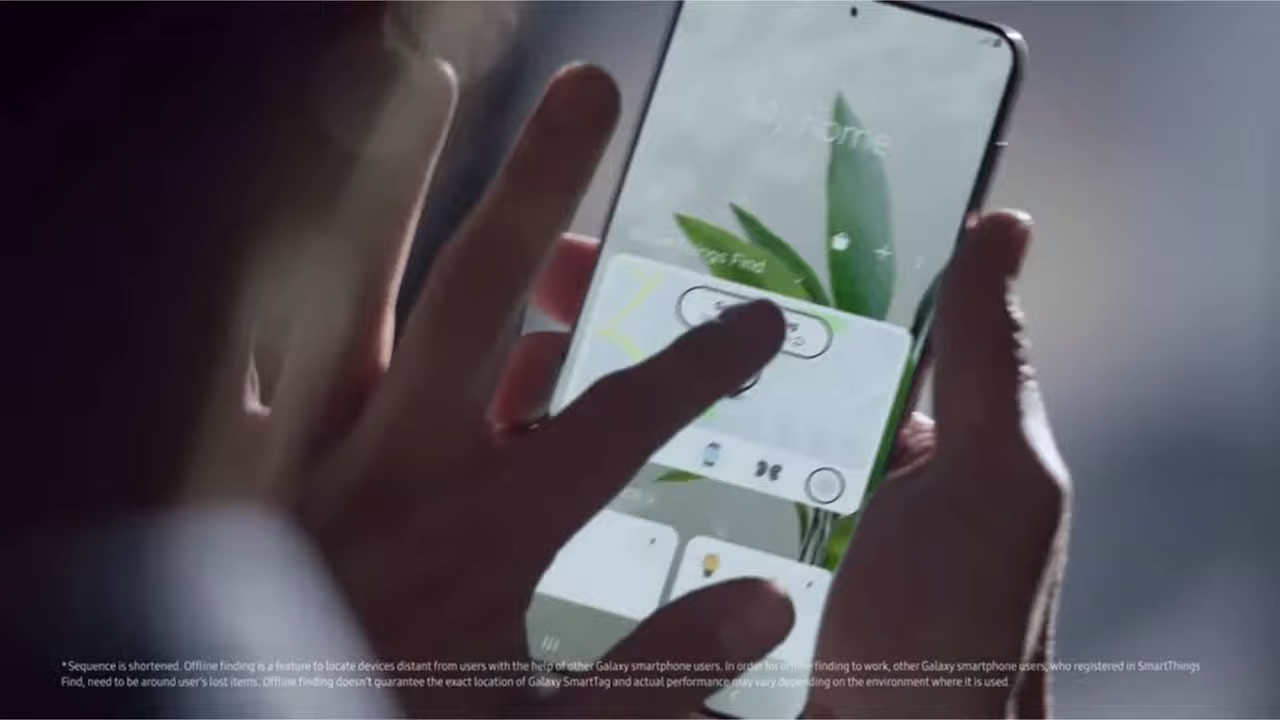 My Home
Things Find
* Sequence is shortened. Offline finding is a feature to locate devices distant from users with the help of other Galaxy smartphone users. In order for offline finding to work, other Galaxy smartphone users, who registered in SmartThings
Find, need to be around user's lost items. Offline finding doesn't guarantee the exact location of Galaxy SmartTag and actual performance may vary depending on the environment where it is used.